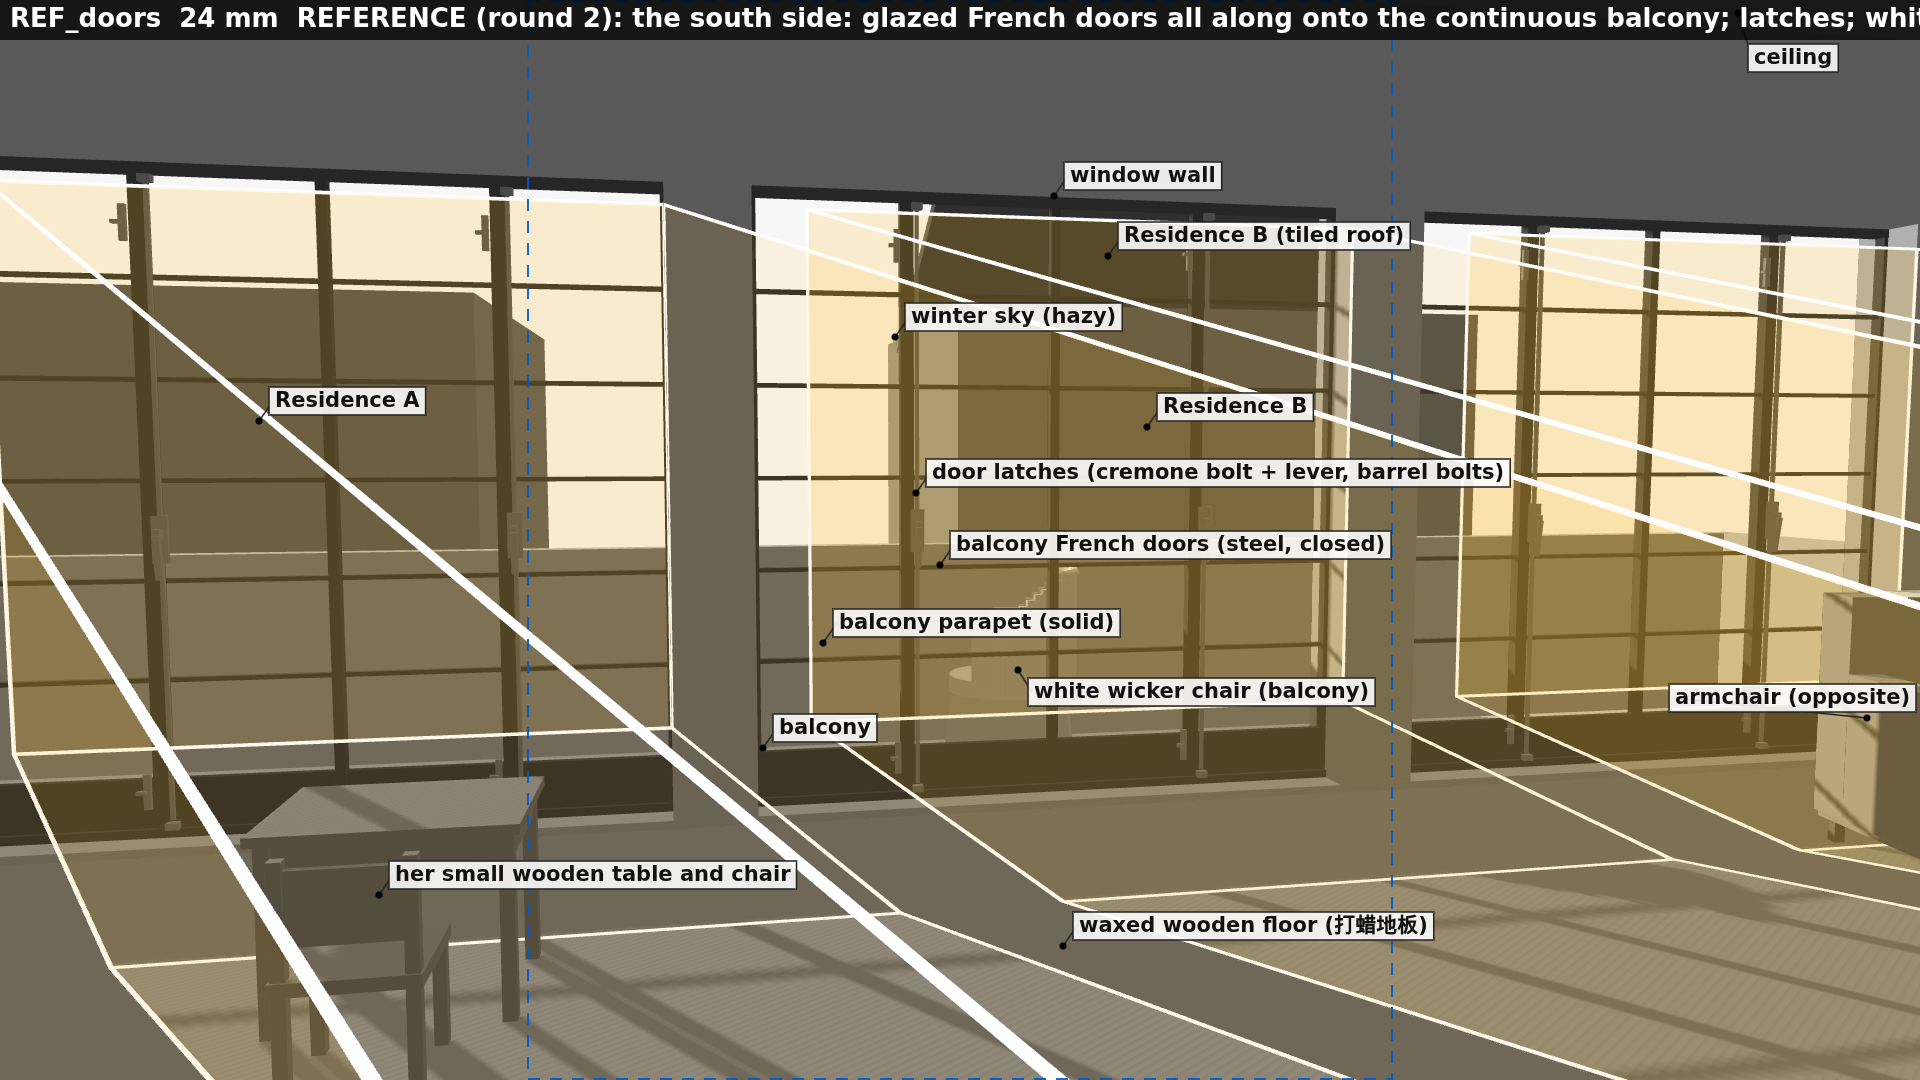 REF_doors 24 mm REFERENCE (round 2): the south side: glazed French doors all along onto the continuous balcony; latches;
ceiling
window wall
Residence B (tiled roof)
winter sky (hazy)
Residence A
Residence B
door latches (cremone bolt + lever, barrel bolts)
balcony French doors (steel, closed)
balcony parapet (solid)
white wicker chair (balcony)
armchair (opposite)
balcony
her small wooden table and chair
waxed wooden floor (打蜡地板)